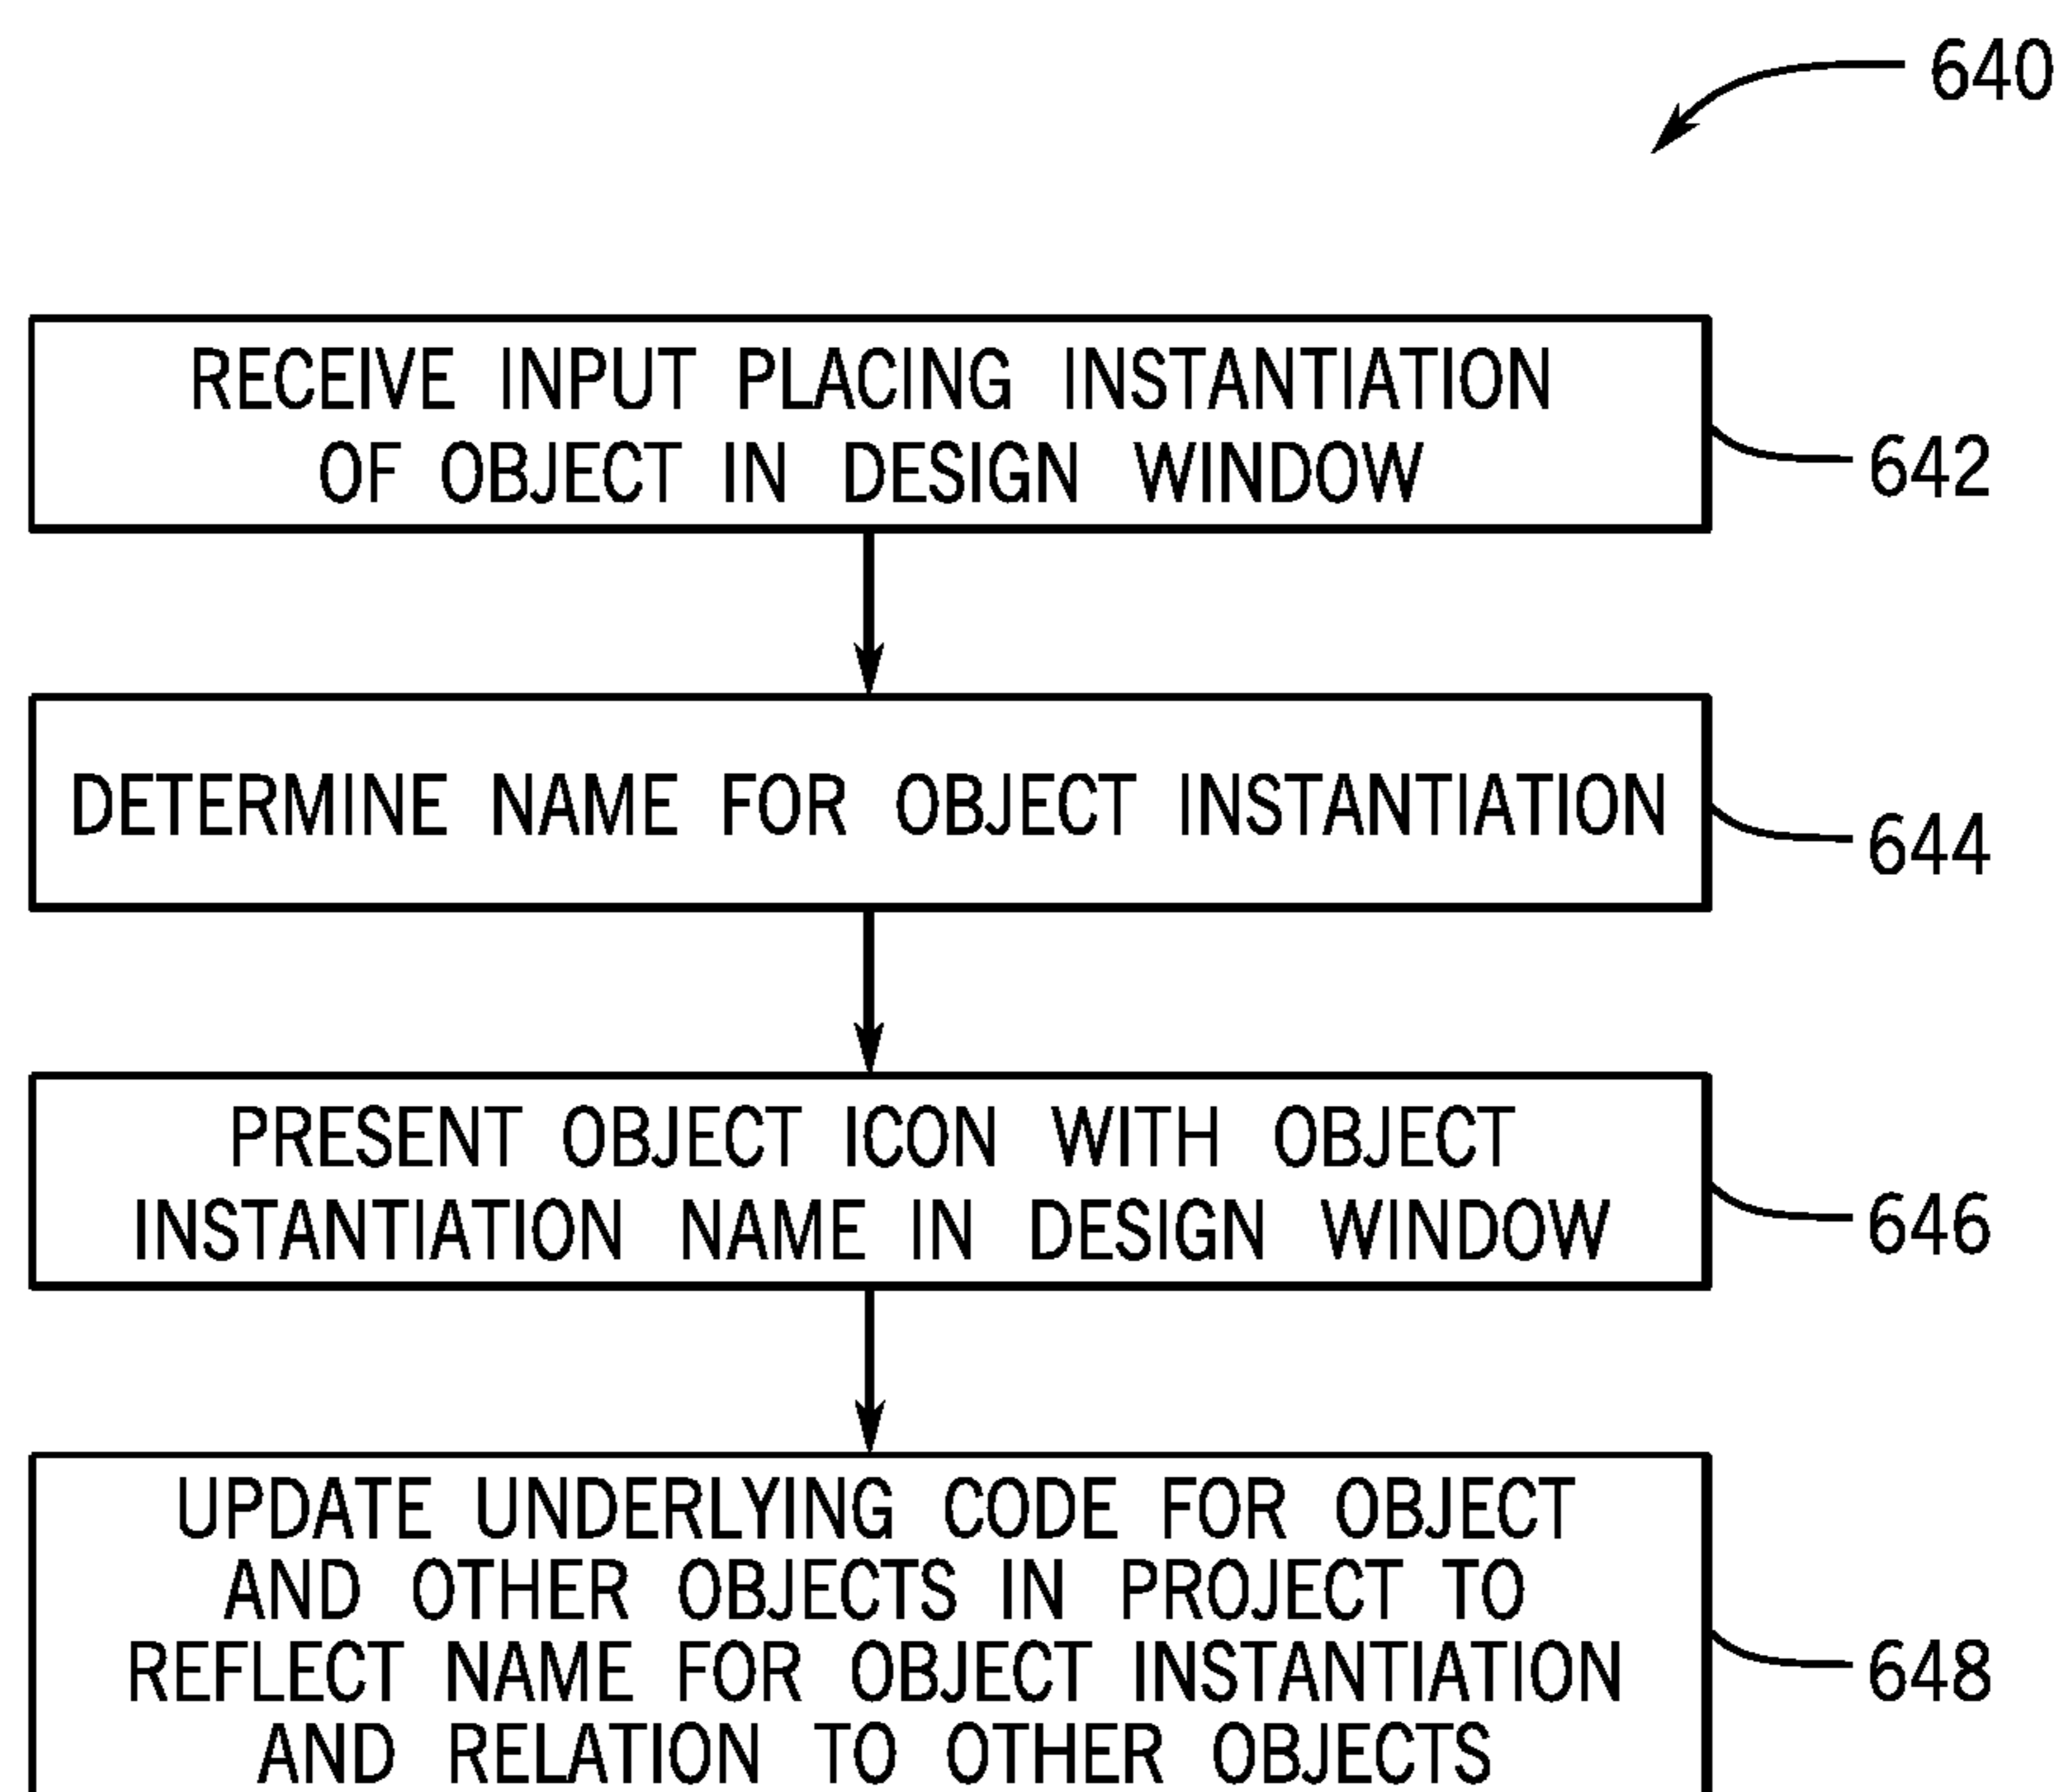 640
RECEIVE INPUT PLACING INSTANTIATION
OF OBJECT IN DESIGN WINDOW
642
DETERMINE NAME FOR OBJECT INSTANTIATION
644
PRESENT OBJECT ICON WITH OBJECT
INSTANTIATION NAME IN DESIGN WINDOW
646
UPDATE UNDERLYING CODE FOR OBJECT
AND OTHER OBJECTS IN PROJECT TO
REFLECT NAME FOR OBJECT INSTANTIATION
AND RELATION TO OTHER OBJECTS
648